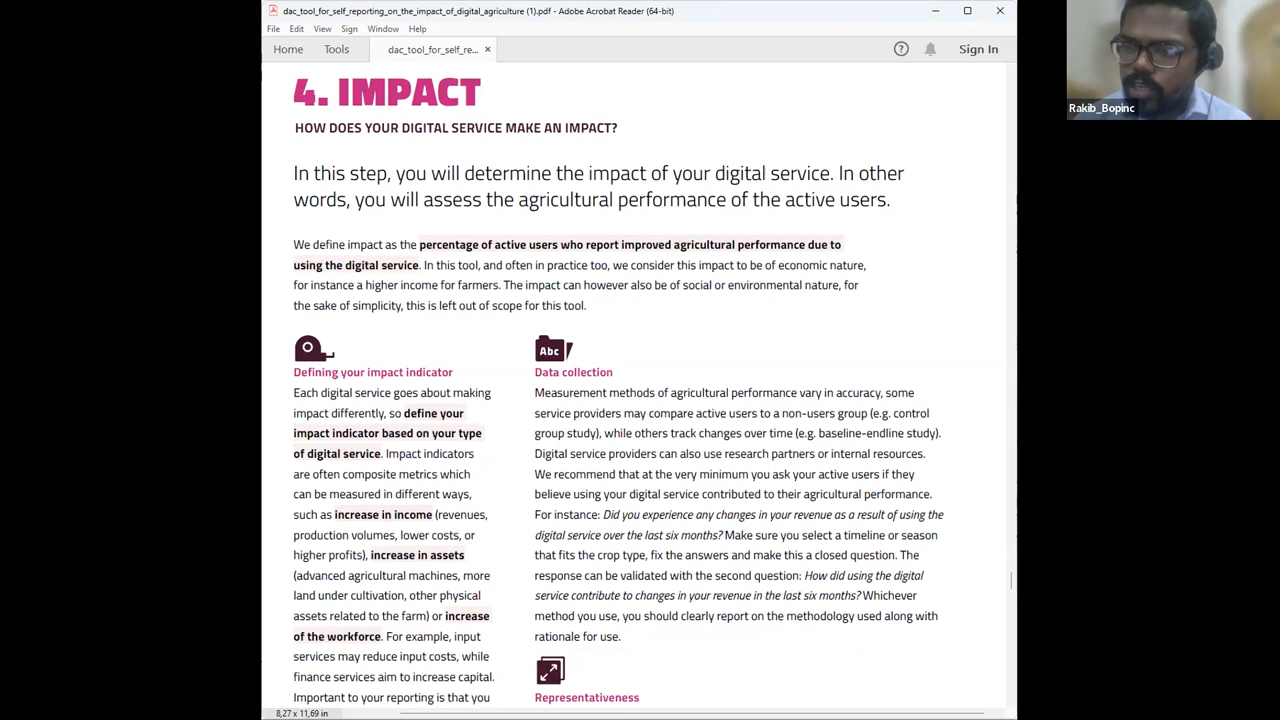 dac_tool_for_self_reporting_on_the_impact_of_digital_agriculture (1).pdf - Adobe Acrobat Reader (64-bit)
File Edit View Sign Window Help
Home Tools dac_tool_for_self_re... × Sign In
Rakib_Bopinc
4. IMPACT
HOW DOES YOUR DIGITAL SERVICE MAKE AN IMPACT?
In this step, you will determine the impact of your digital service. In other
words, you will assess the agricultural performance of the active users.
We define impact as the percentage of active users who report improved agricultural performance due to
using the digital service. In this tool, and often in practice too, we consider this impact to be of economic nature,
for instance a higher income for farmers. The impact can however also be of social or environmental nature, for
the sake of simplicity, this is left out of scope for this tool.
Defining your impact indicator
Each digital service goes about making
impact differently, so define your
impact indicator based on your type
of digital service. Impact indicators
are often composite metrics which
can be measured in different ways,
such as increase in income (revenues,
production volumes, lower costs, or
higher profits), increase in assets
(advanced agricultural machines, more
land under cultivation, other physical
assets related to the farm) or increase
of the workforce. For example, input
services may reduce input costs, while
finance services aim to increase capital.
Important to your reporting is that you
Abc
Data collection
Measurement methods of agricultural performance vary in accuracy, some
service providers may compare active users to a non-users group (e.g. control
group study), while others track changes over time (e.g. baseline-endline study).
Digital service providers can also use research partners or internal resources.
We recommend that at the very minimum you ask your active users if they
believe using your digital service contributed to their agricultural performance.
For instance: Did you experience any changes in your revenue as a result of using the
digital service over the last six months? Make sure you select a timeline or season
that fits the crop type, fix the answers and make this a closed question. The
response can be validated with the second question: How did using the digital
service contribute to changes in your revenue in the last six months? Whichever
method you use, you should clearly report on the methodology used along with
rationale for use.
Representativeness
8,27 x 11,69 in